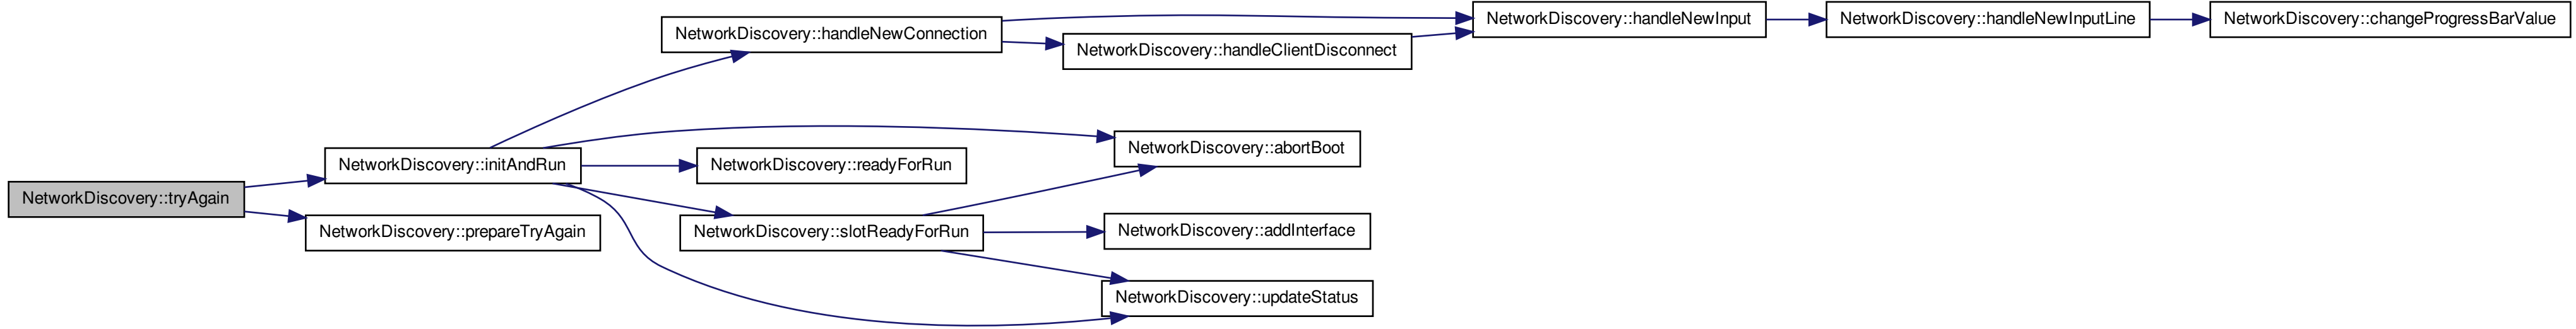 NetworkDiscovery::tryAgain
NetworkDiscovery::initAndRun
NetworkDiscovery::prepareTryAgain
NetworkDiscovery::handleNewConnection
NetworkDiscovery::readyForRun
NetworkDiscovery::slotReadyForRun
NetworkDiscovery::handleClientDisconnect
NetworkDiscovery::abortBoot
NetworkDiscovery::addInterface
NetworkDiscovery::updateStatus
NetworkDiscovery::handleNewInput
NetworkDiscovery::handleNewInputLine
NetworkDiscovery::changeProgressBarValue